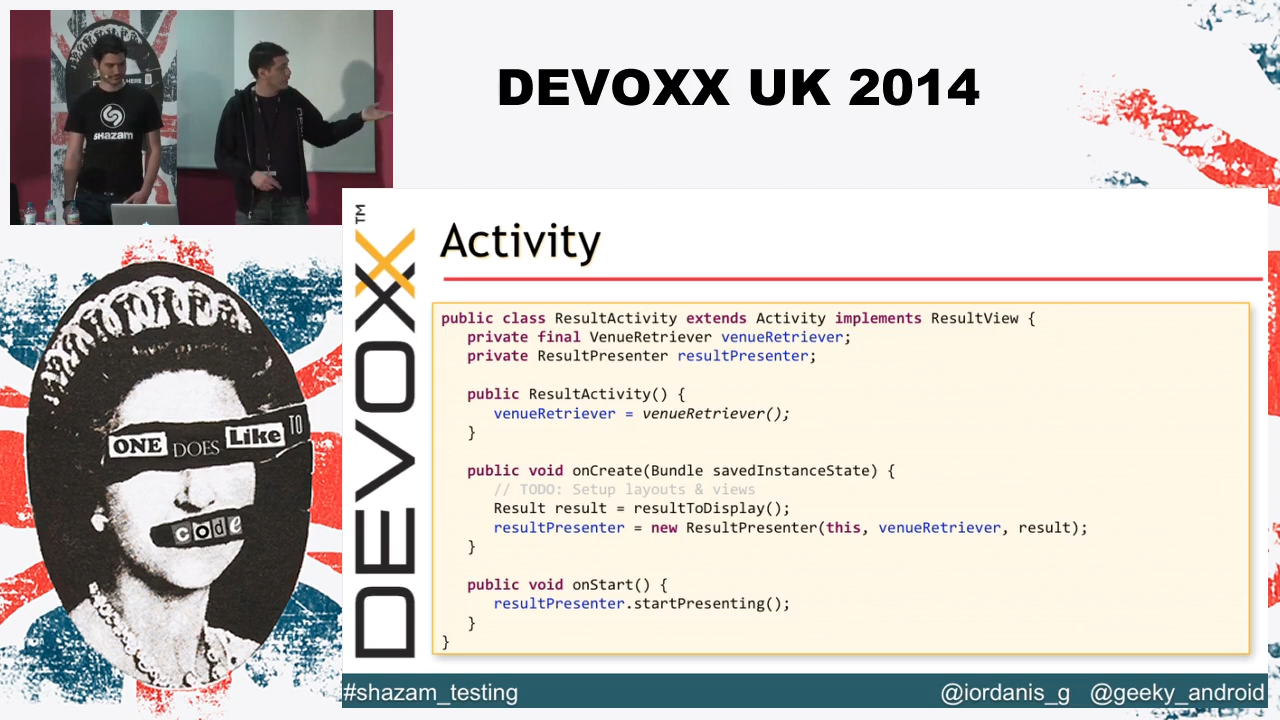 HERE
SHAZAM
DEVOXX UK 2014
DEVOXX™
Activity
public class ResultActivity extends Activity implements ResultView {
private final VenueRetriever venueRetriever;
private ResultPresenter resultPresenter;
public ResultActivity() {
venueRetriever = venueRetriever();
}
public void onCreate(Bundle savedInstanceState) {
// TODO: Setup layouts & views
Result result = resultToDisplay();
resultPresenter = new ResultPresenter(this, venueRetriever, result);
}
public void onStart() {
resultPresenter.startPresenting();
}
}
ONE DOES Like TO
code
#shazam_testing
@iordanis_g @geeky_android